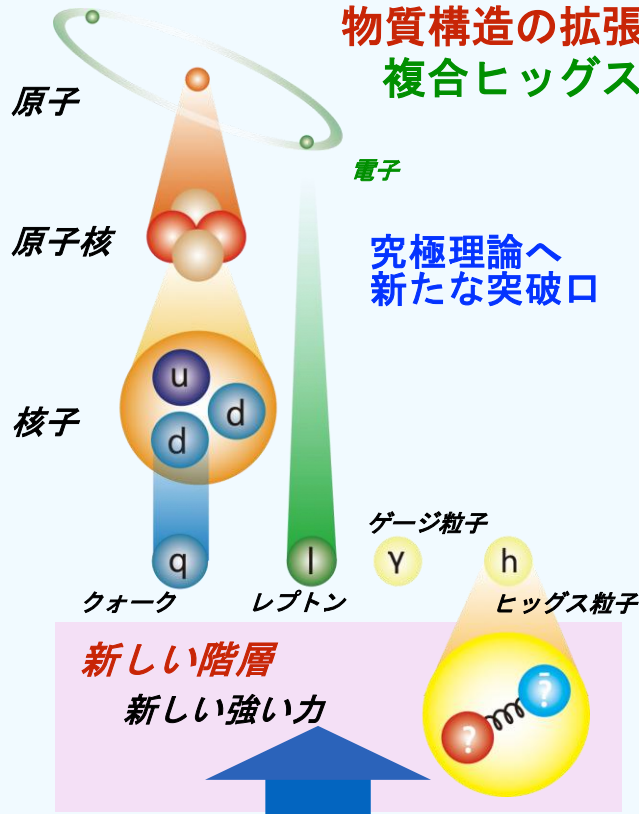 物質構造の拡張
複合ヒッグス
原子
電子
原子核
究極理論へ
新たな突破口
核子
u
d
d
ゲージ粒子
q
l
γ
h
クォーク
レプトン
ヒッグス粒子
新しい階層
新しい強い力
?
?̄